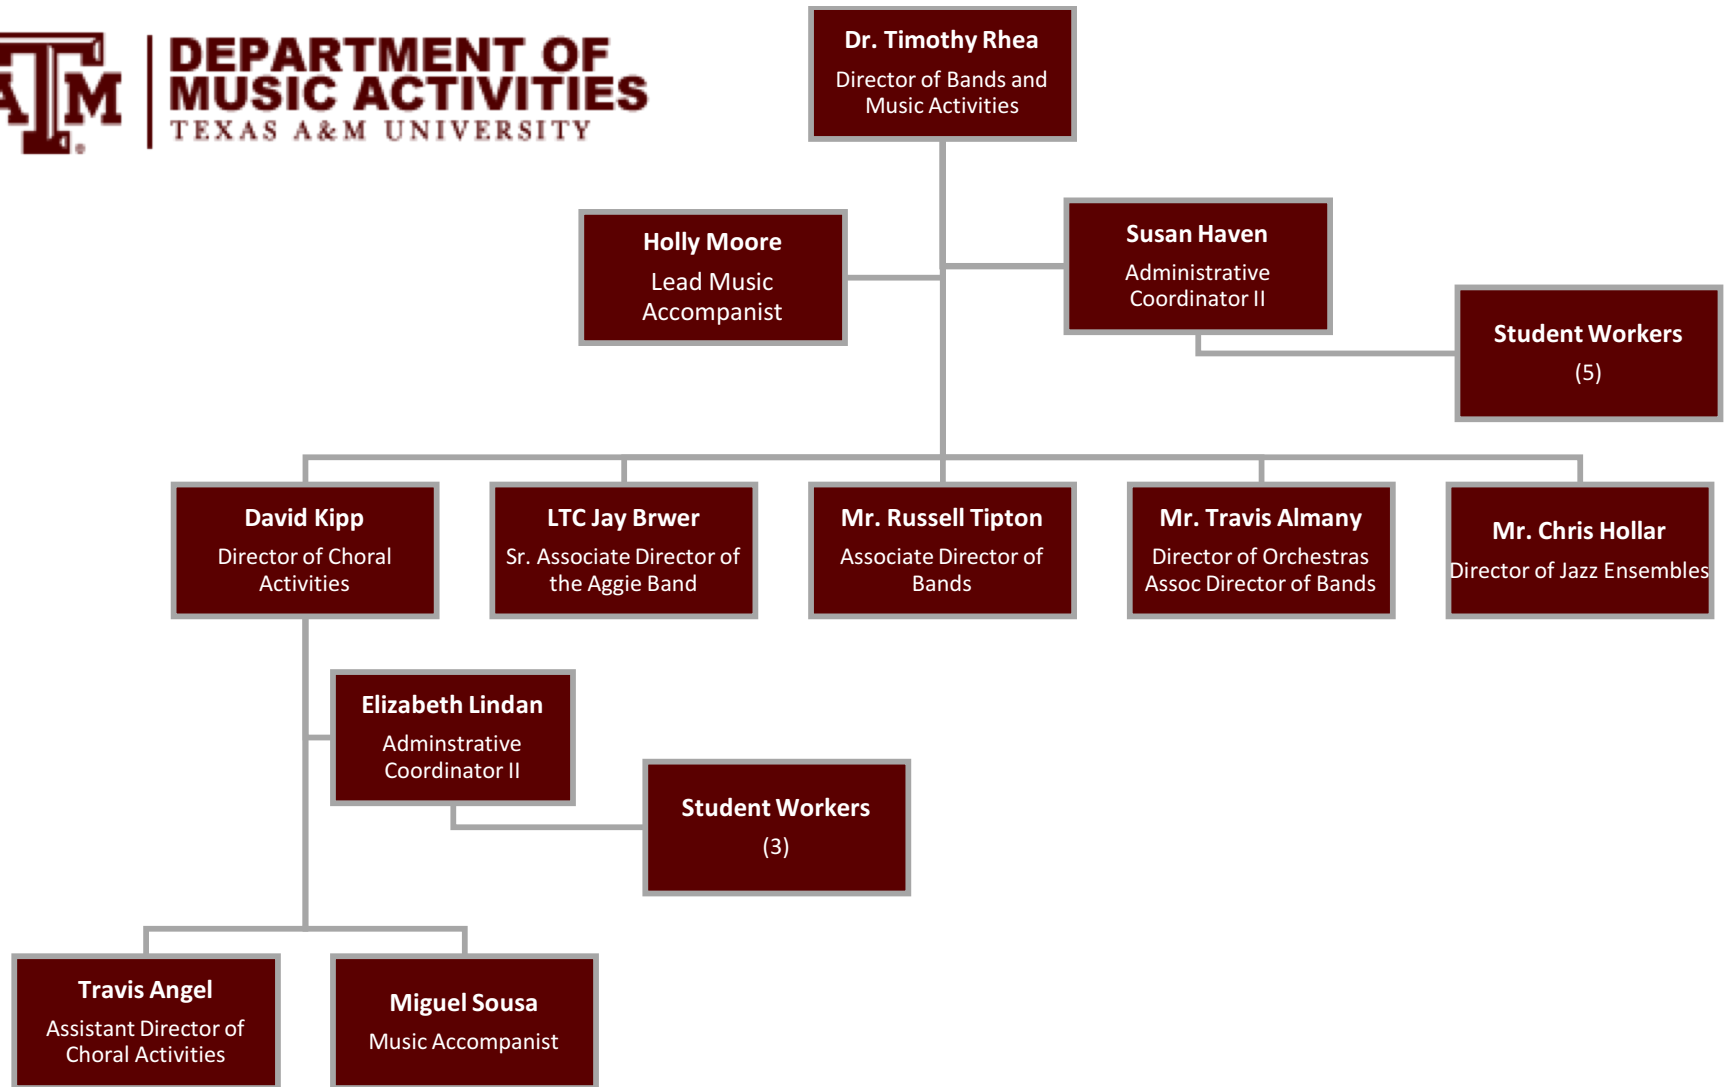 ATM
®
DEPARTMENT OF
MUSIC ACTIVITIES
TEXAS A&M UNIVERSITY
Dr. Timothy Rhea
Director of Bands and
Music Activities
Holly Moore
Lead Music
Accompanist
Susan Haven
Administrative
Coordinator II
Student Workers
(5)
David Kipp
Director of Choral
Activities
LTC Jay Brwer
Sr. Associate Director of
the Aggie Band
Mr. Russell Tipton
Associate Director of
Bands
Mr. Travis Almany
Director of Orchestras
Assoc Director of Bands
Mr. Chris Hollar
Director of Jazz Ensembles
Elizabeth Lindan
Adminstrative
Coordinator II
Student Workers
(3)
Travis Angel
Assistant Director of
Choral Activities
Miguel Sousa
Music Accompanist